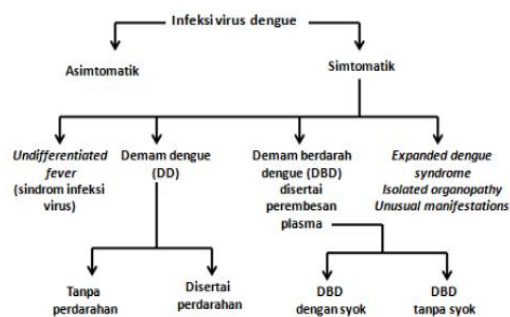 Infeksi virus dengue
Asimtomatik
Simtomatik
Undifferentiated
fever
(sindrom infeksi
virus)
Demam dengue
(DD)
Demam berdarah
dengue (DBD)
disertai
perembesan
plasma
Expanded dengue
syndrome
Isolated organopathy
Unusual manifestations
Tanpa
perdarahan
Disertai
perdarahan
DBD
dengan syok
DBD
tanpa syok